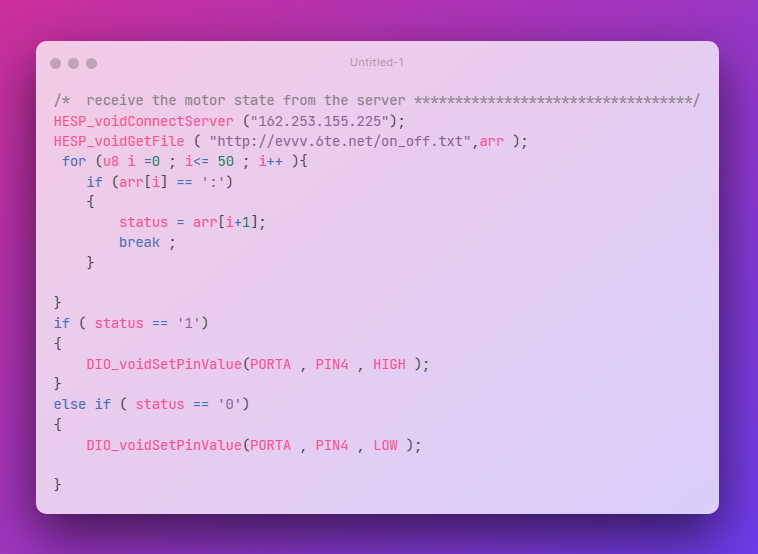 Untitled-1
/*  receive the motor state from the server **********************************/
HESP_voidConnectServer ("162.253.155.225");
HESP_voidGetFile ( "http://evvv.6te.net/on_off.txt",arr );
 for (u8 i =0 ; i<= 50 ; i++ ){
    if (arr[i] == ':')
    {
        status = arr[i+1];
        break ;
    }
}
if ( status == '1')
{
    DIO_voidSetPinValue(PORTA , PIN4 , HIGH );
}
else if ( status == '0')
{
    DIO_voidSetPinValue(PORTA , PIN4 , LOW );
}